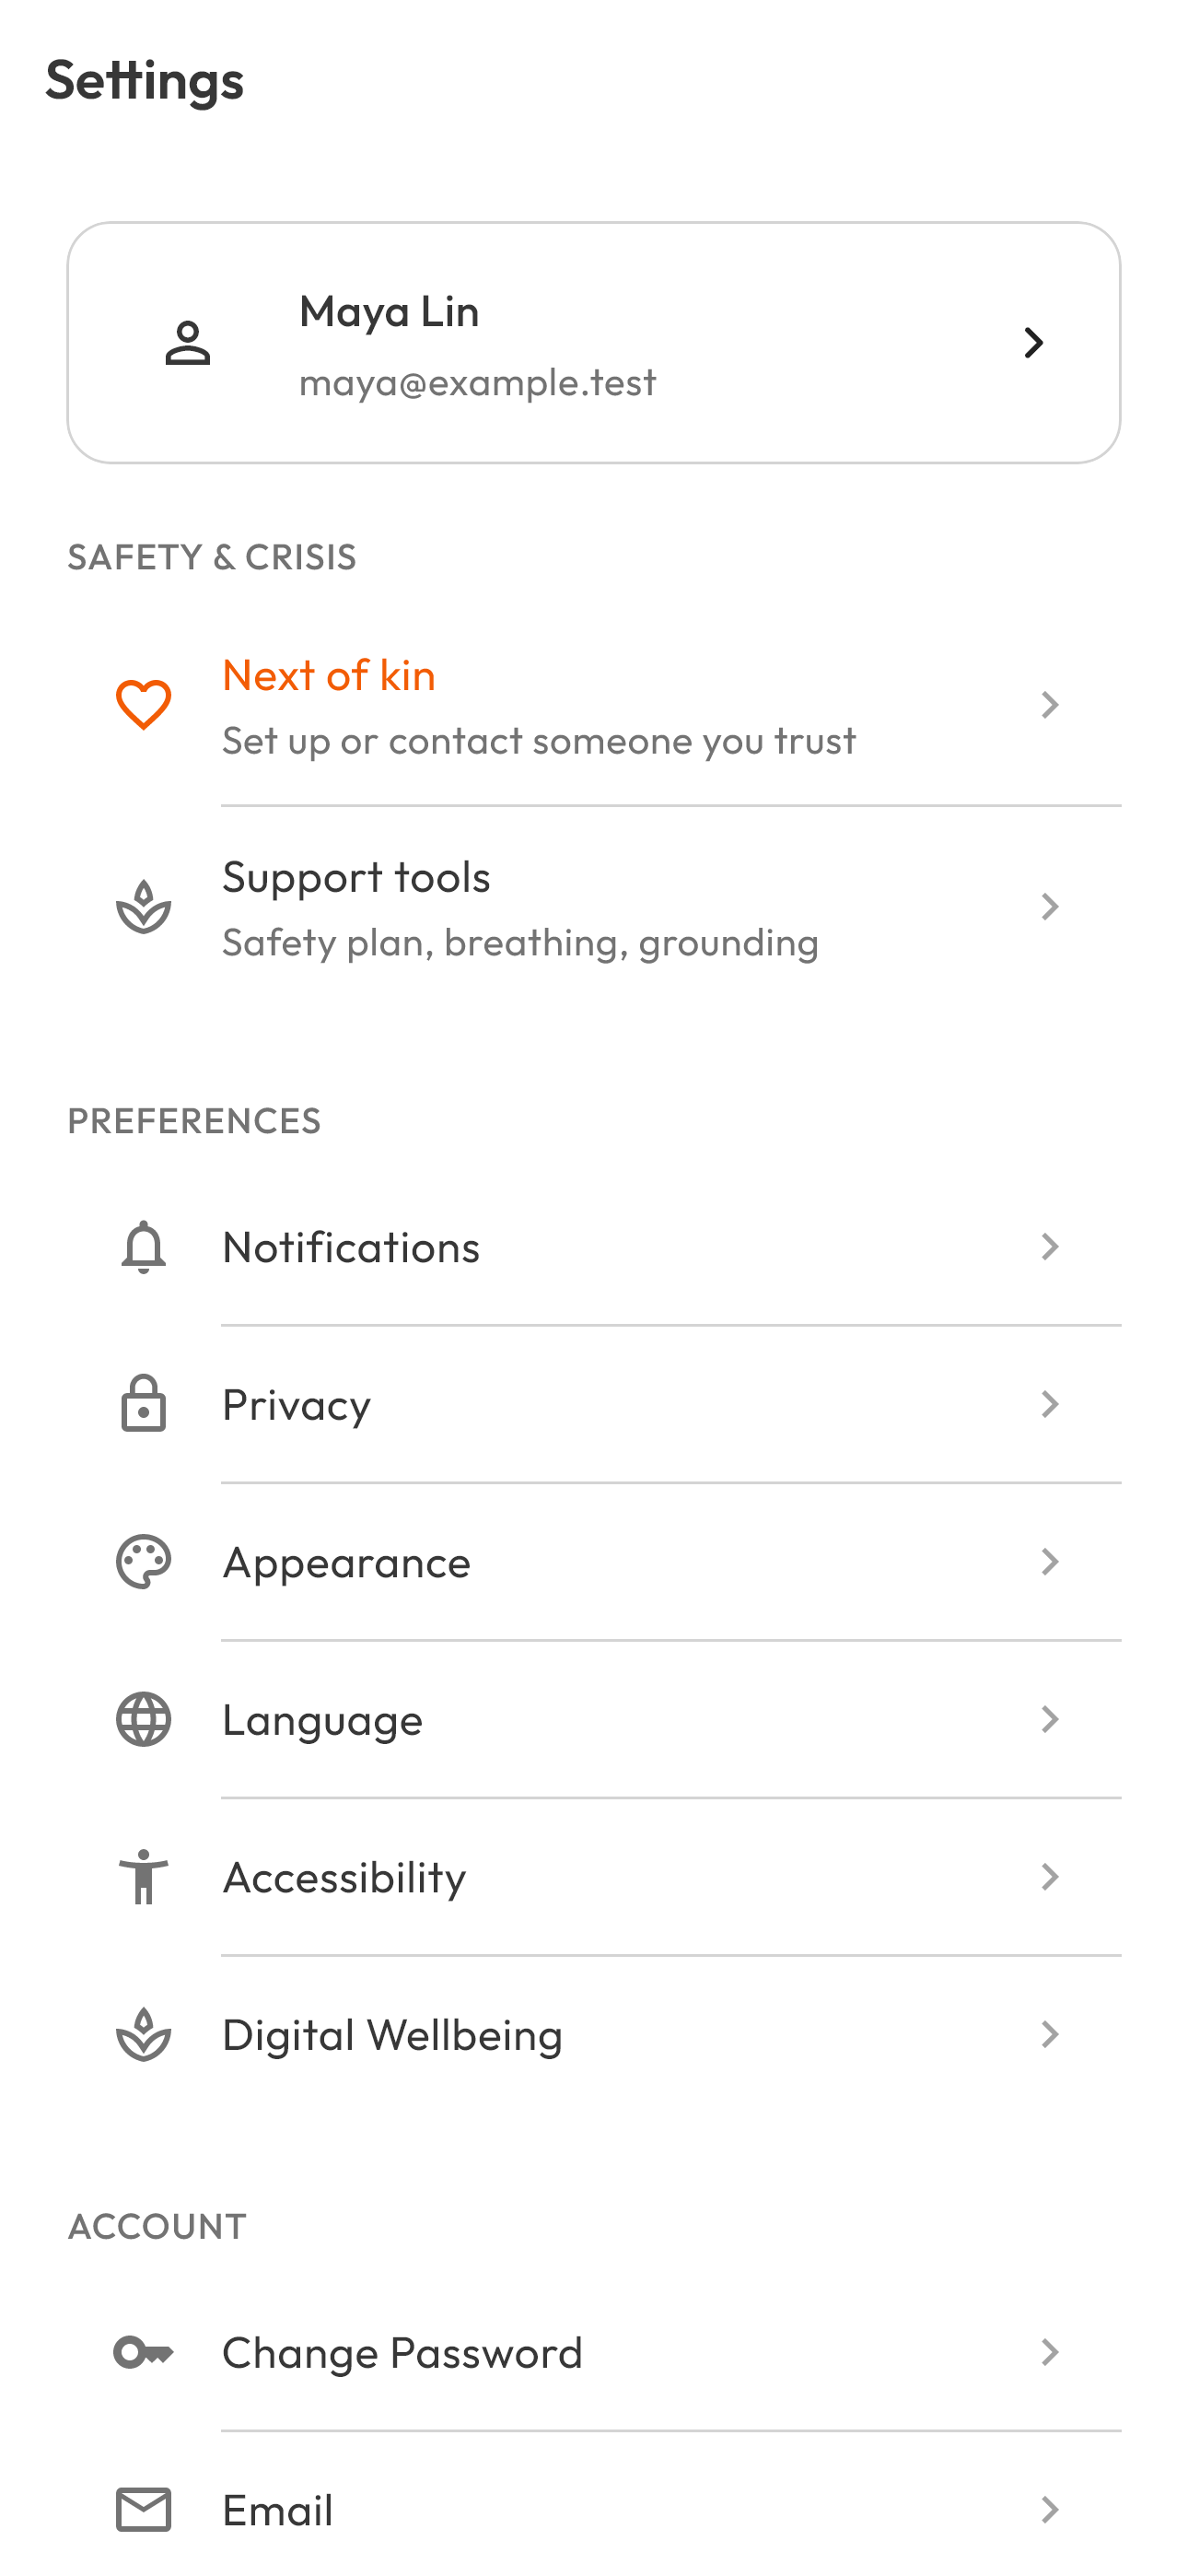 Settings
Maya Lin
maya@example.test
SAFETY & CRISIS
Next of kin
Set up or contact someone you trust
Support tools
Safety plan, breathing, grounding
PREFERENCES
Notifications
Privacy
Appearance
Language
Accessibility
Digital Wellbeing
ACCOUNT
Change Password
Email